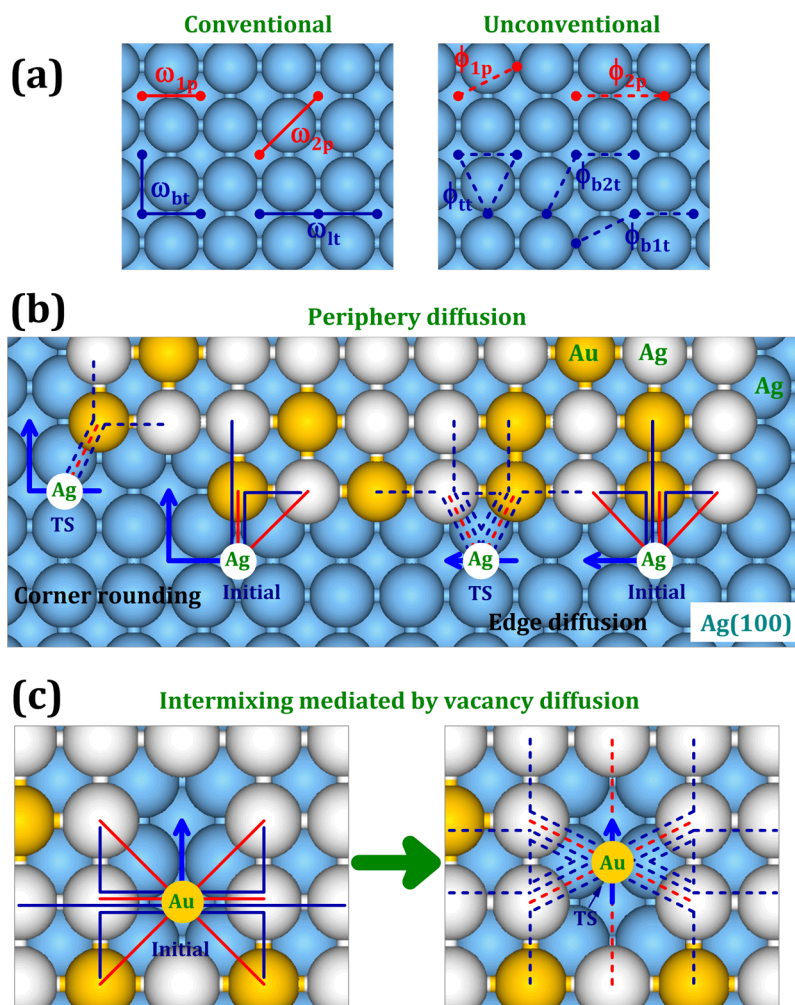 Conventional
Unconventional
(a)
ω1p
ω2p
ωbt
ωlt
ϕ1p
ϕ2p
ϕtt
ϕb2t
ϕb1t
(b)
Periphery diffusion
Au
Ag
Ag
Ag
TS
Ag
Initial
Ag
TS
Ag
Initial
Corner rounding
Edge diffusion
Ag(100)
(c)
Intermixing mediated by vacancy diffusion
Au
Initial
Au
TS